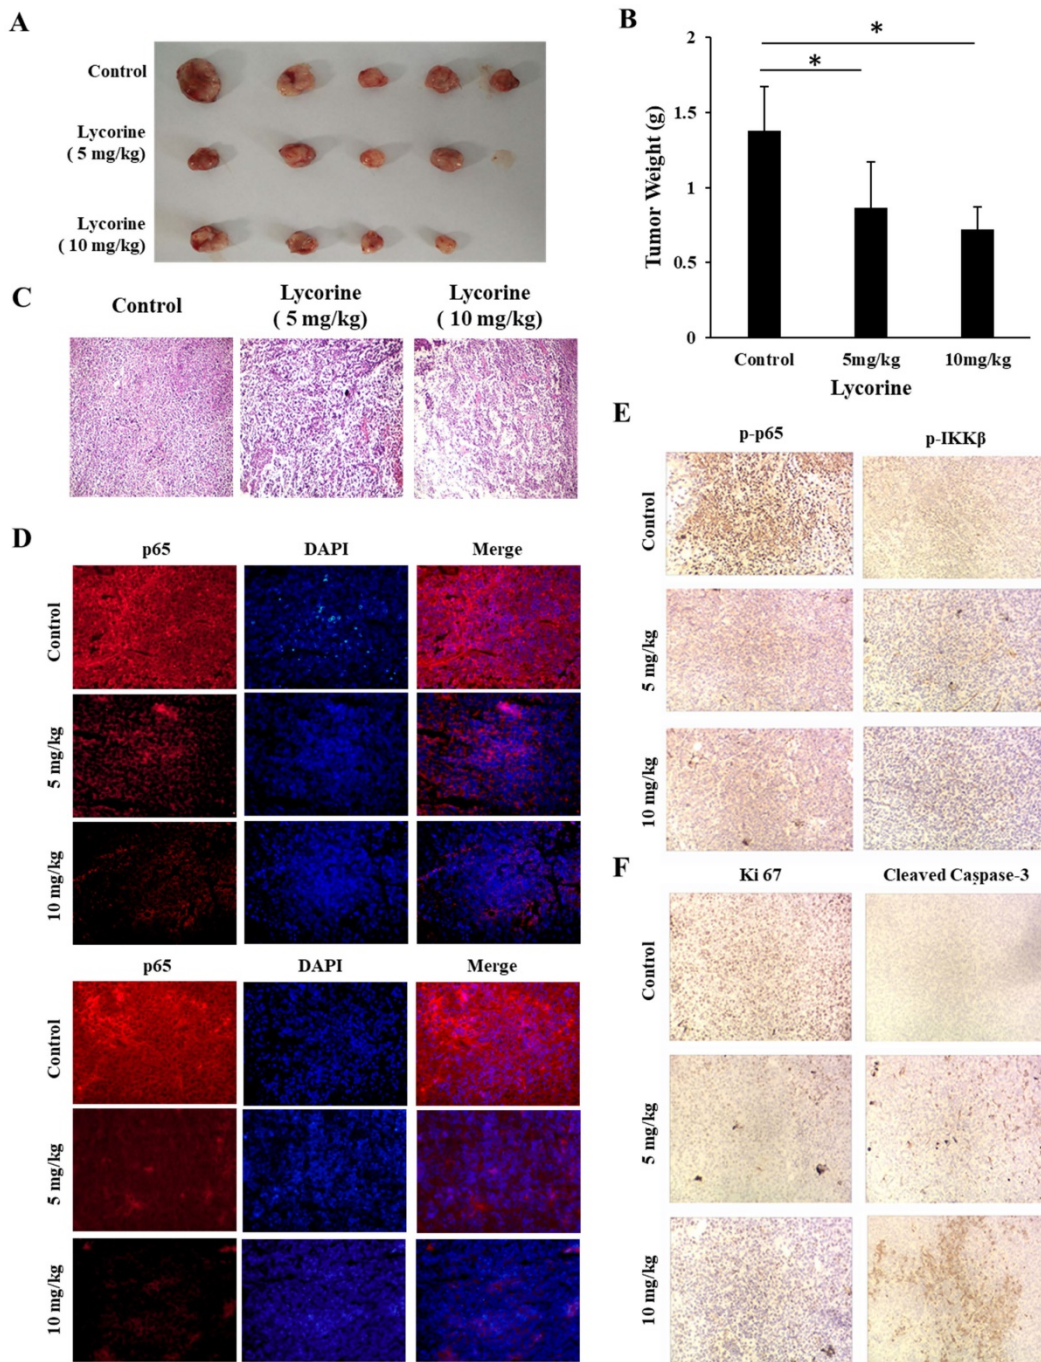 A
Control
Lycorine
( 5 mg/kg)
Lycorine
( 10 mg/kg)
B
Tumor Weight (g)
2
1.5
1
0.5
0
*
*
Control
5mg/kg
10mg/kg
Lycorine
C
Control
Lycorine
( 5 mg/kg)
Lycorine
( 10 mg/kg)
D
p65
DAPI
Merge
Control
5 mg/kg
10 mg/kg
p65
DAPI
Merge
Control
5 mg/kg
10 mg/kg
E
p-p65
p-IKKβ
Control
5 mg/kg
10 mg/kg
F
Ki 67
Cleaved Caspase-3
Control
5 mg/kg
10 mg/kg